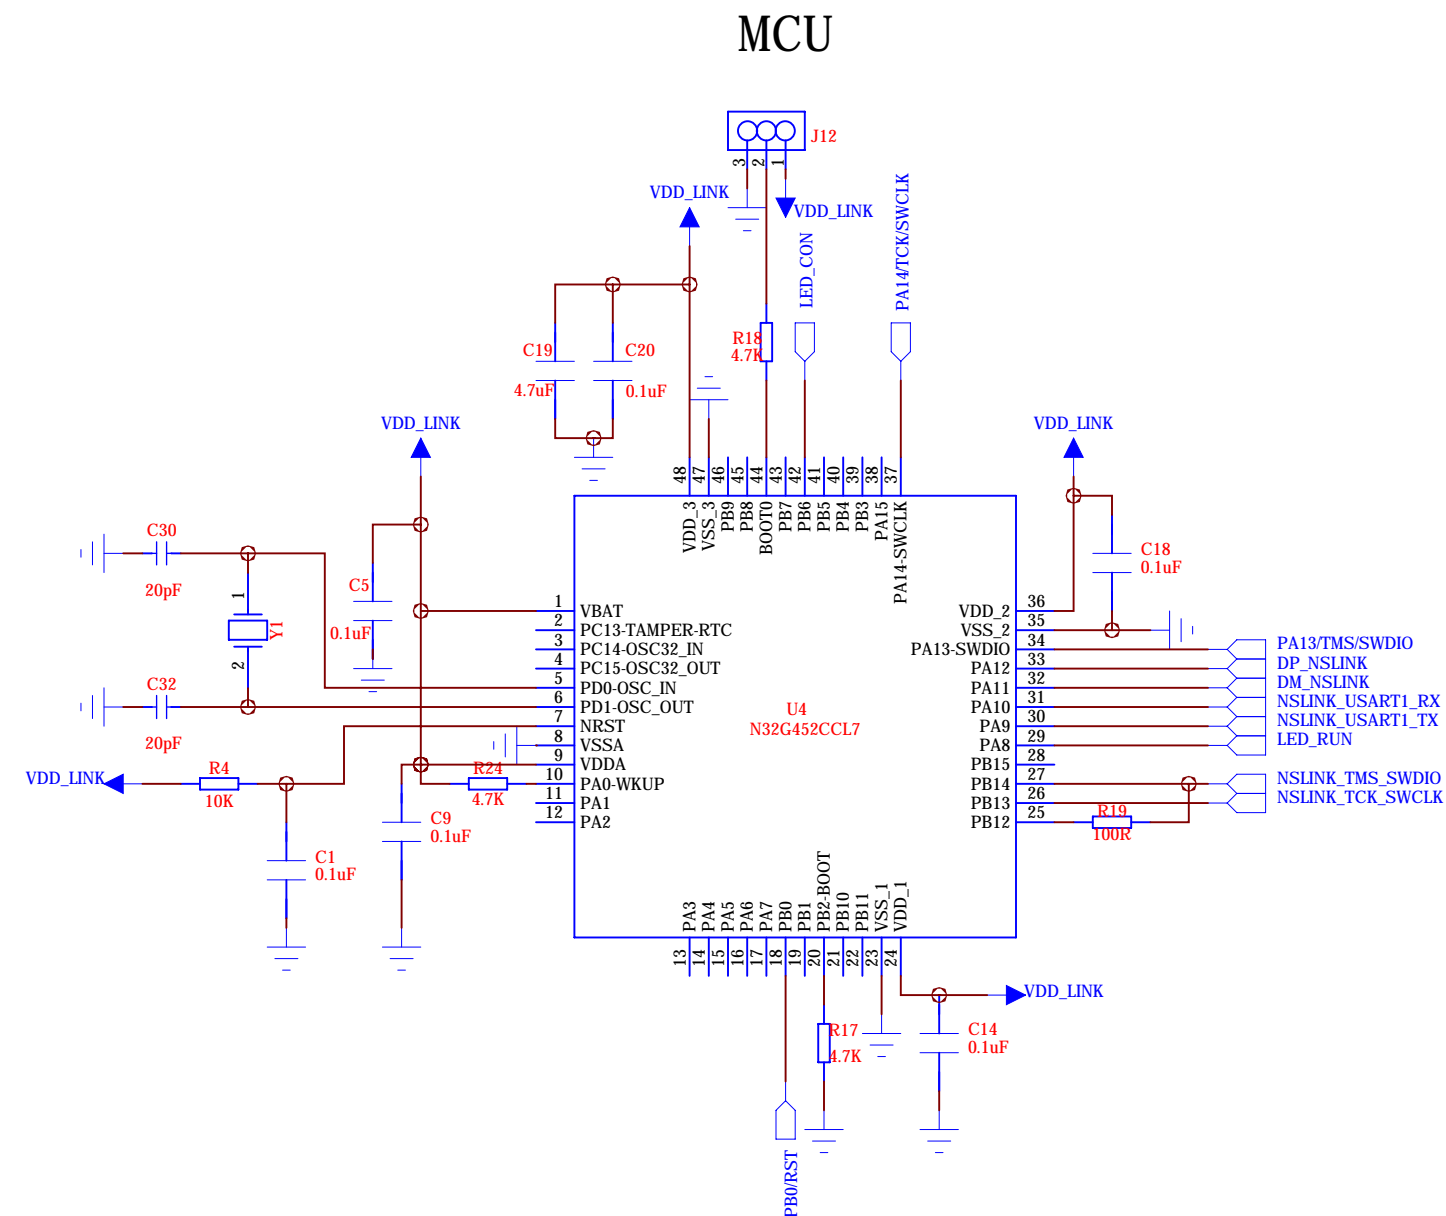 MCU
J12
3
2
1
VDD_LINK
VDD_LINK
LED_CON
PA14/TCK/SWCLK
R18
4.7K
C19
4.7uF
C20
0.1uF
VDD_LINK
VDD_LINK
48
47
46
45
44
43
42
41
40
39
38
37
VDD_3
VSS_3
PB9
PB8
BOOT0
PB7
PB6
PB5
PB4
PB3
PA15
PA14-SWCLK
C30
20pF
1
Y1
2
C32
20pF
C5
0.1uF
C18
0.1uF
1 VBAT
2 PC13-TAMPER-RTC
3 PC14-OSC32_IN
4 PC15-OSC32_OUT
5 PD0-OSC_IN
6 PD1-OSC_OUT
7 NRST
8 VSSA
9 VDDA
10 PA0-WKUP
11 PA1
12 PA2
U4
N32G452CCL7
VDD_2 36
VSS_2 35
PA13-SWDIO 34
PA12 33
PA11 32
PA10 31
PA9 30
PA8 29
PB15 28
PB14 27
PB13 26
PB12 25
PA13/TMS/SWDIO
DP_NSLINK
DM_NSLINK
NSLINK_USART1_RX
NSLINK_USART1_TX
LED_RUN
NSLINK_TMS_SWDIO
NSLINK_TCK_SWCLK
R19
100R
VDD_LINK
R4
10K
R24
4.7K
C9
0.1uF
C1
0.1uF
PA3
PA4
PA5
PA6
PA7
PB0
PB1
PB2-BOOT
PB10
PB11
VSS_1
VDD_1
13
14
15
16
17
18
19
20
21
22
23
24
VDD_LINK
R17
4.7K
C14
0.1uF
PB0/RST